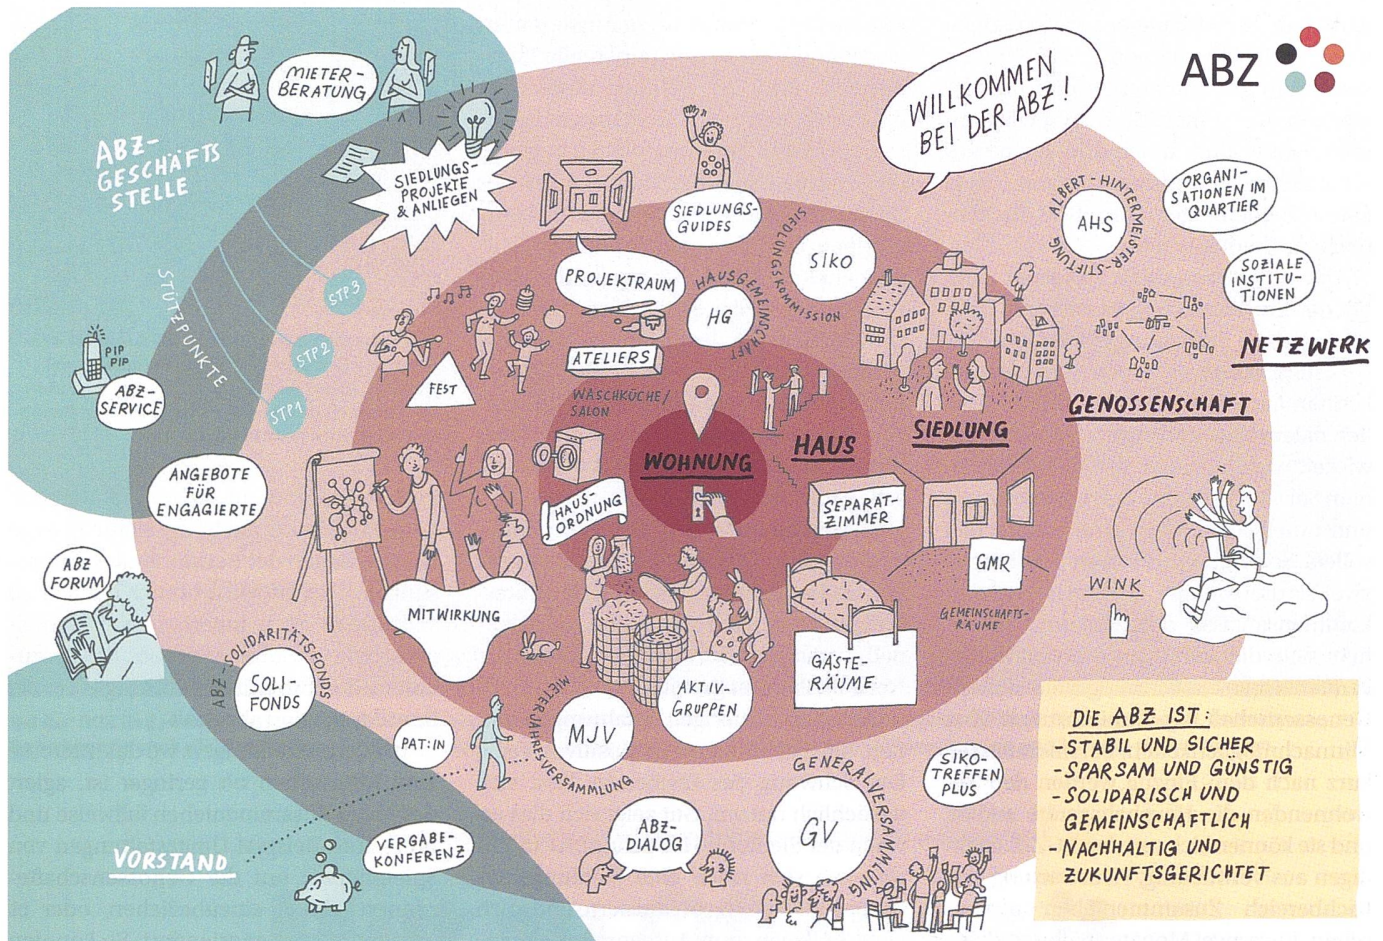 MIETER-
BERATUNG
ABZ-
GESCHÄFTS
STELLE
SIEDLUNGS-
PROJEKTE
& ANLIEGEN
WILLKOMMEN
BEI DER ABZ!
ABZ
SIEDLUNGS-
GUIDES
SIEDLUNGSKOMMISSION
SIKO
ALBERT-HINTERMEISTER-STIFTUNG
AHS
ORGANI-
SATIONEN IM
QUARTIER
SOZIALE
INSTITU-
TIONEN
NETZWERK
PROJEKTRAUM
HAUSGEMEINSCHAFT
HG
STÜTZPUNKTE
STP3
STP2
STP1
PIP
PIP
ABZ-
SERVICE
FEST
ATELIERS
WASCHKÜCHE/
SALON
GENOSSENSCHAFT
SIEDLUNG
HAUS
WOHNUNG
ANGEBOTE
FÜR
ENGAGIERTE
HAUS-
ORDNUNG
SEPARAT-
ZIMMER
GMR
GEMEINSCHAFTS-
RÄUME
WINK
ABZ
FORUM
MITWIRKUNG
ABZ-SOLIDARITÄTSFONDS
SOLI-
FONDS
GÄSTE-
RÄUME
AKTIV-
GRUPPEN
PAT:IN
MIETERJAHRESVERSAMMLUNG
MJV
GENERALVERSAMMLUNG
GV
SIKO-
TREFFEN
PLUS
ABZ-
DIALOG
VERGABE-
KONFERENZ
VORSTAND
DIE ABZ IST:
-STABIL UND SICHER
-SPARSAM UND GÜNSTIG
-SOLIDARISCH UND
GEMEINSCHAFTLICH
-NACHHALTIG UND
ZUKUNFTSGERICHTET